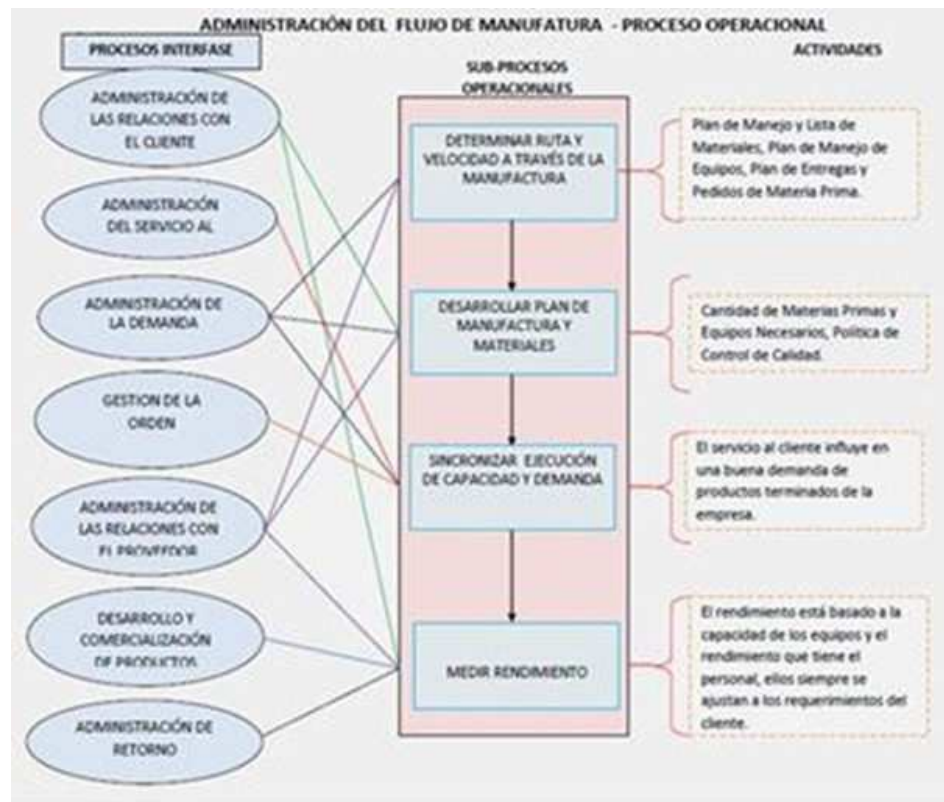 ADMINISTRACIÓN DEL FLUJO DE MANUFATURA - PROCESO OPERACIONAL
PROCESOS INTERFASE
ADMINISTRACIÓN DE
LAS RELACIONES CON
EL CLIENTE
ADMINISTRACIÓN
DEL SERVICIO AL
ADMINISTRACIÓN DE
LA DEMANDA
GESTION DE LA
ORDEN
ADMINISTRACIÓN DE
LAS RELACIONES CON
EL PROVEEDOR
DESARROLLO Y
COMERCIALIZACIÓN
DE PRODUCTOS
ADMINISTRACIÓN DE
RETORNO
SUB-PROCESOS
OPERACIONALES
DETERMINAR RUTA Y
VELOCIDAD A TRAVÉS DE LA
MANUFACTURA
DESARROLLAR PLAN DE
MANUFACTURA Y
MATERIALES
SINCRONIZAR EJECUCIÓN
DE CAPACIDAD Y DEMANDA
MEDIR RENDIMIENTO
ACTIVIDADES
Plan de Manejo y Lista de
Materiales, Plan de Manejo de
Equipos, Plan de Entregas y
Pedidos de Materia Prima.
Cantidad de Materias Primas y
Equipos Necesarios, Política de
Control de Calidad.
El servicio al cliente influye en
una buena demanda de
productos terminados de la
empresa.
El rendimiento está basado a la
capacidad de los equipos y el
rendimiento que tiene el
personal, ellos siempre se
ajustan a los requerimientos del
cliente.